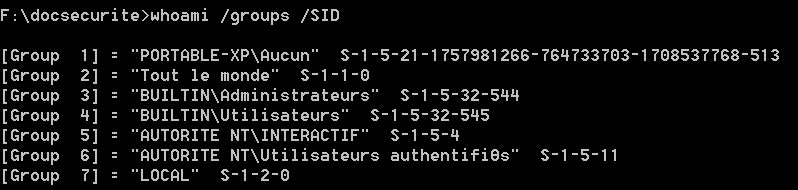 F:\docsecurite>whoami /groups /SID
[Group  1] = "PORTABLE-XP\Aucun"  S-1-5-21-1757981266-764733703-1708537768-513
[Group  2] = "Tout le monde"  S-1-1-0
[Group  3] = "BUILTIN\Administrateurs"  S-1-5-32-544
[Group  4] = "BUILTIN\Utilisateurs"  S-1-5-32-545
[Group  5] = "AUTORITE NT\INTERACTIF"  S-1-5-4
[Group  6] = "AUTORITE NT\Utilisateurs authentifiθs"  S-1-5-11
[Group  7] = "LOCAL"  S-1-2-0